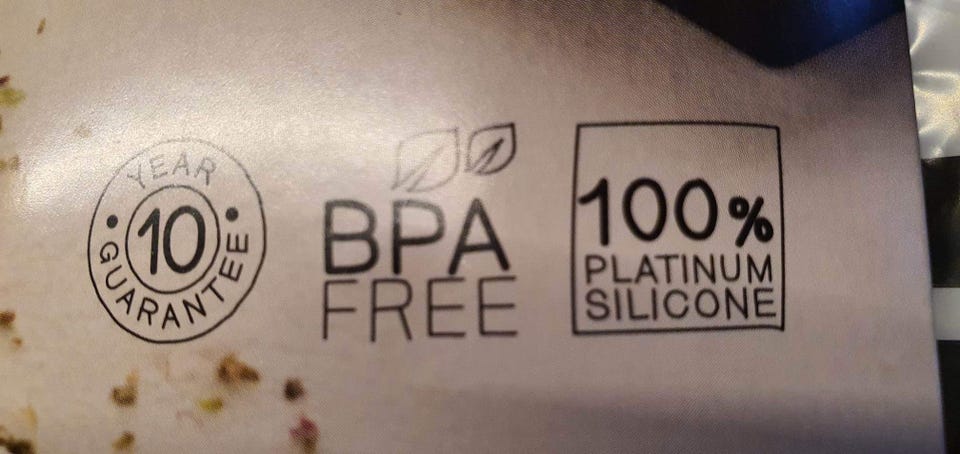 YEAR
10
GUARANTEE
BPA
FREE
100%
PLATINUM
SILICONE